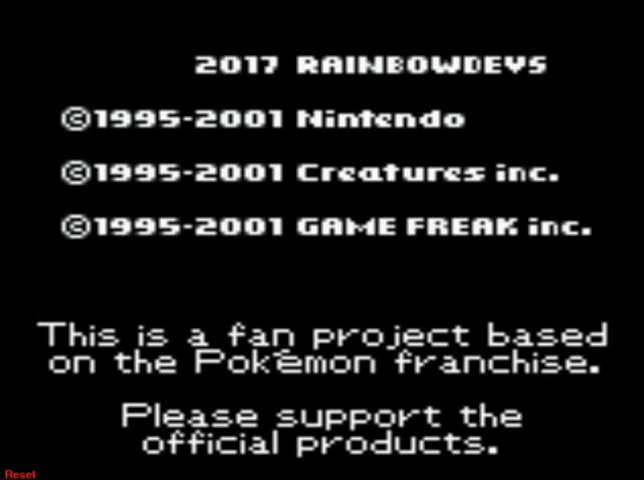 2017 RAINBOWDEVS
©1995-2001 Nintendo
©1995-2001 Creatures inc.
©1995-2001 GAME FREAK inc.
This is a fan project based
on the Pokémon franchise.
Please support the
official products.
Reset